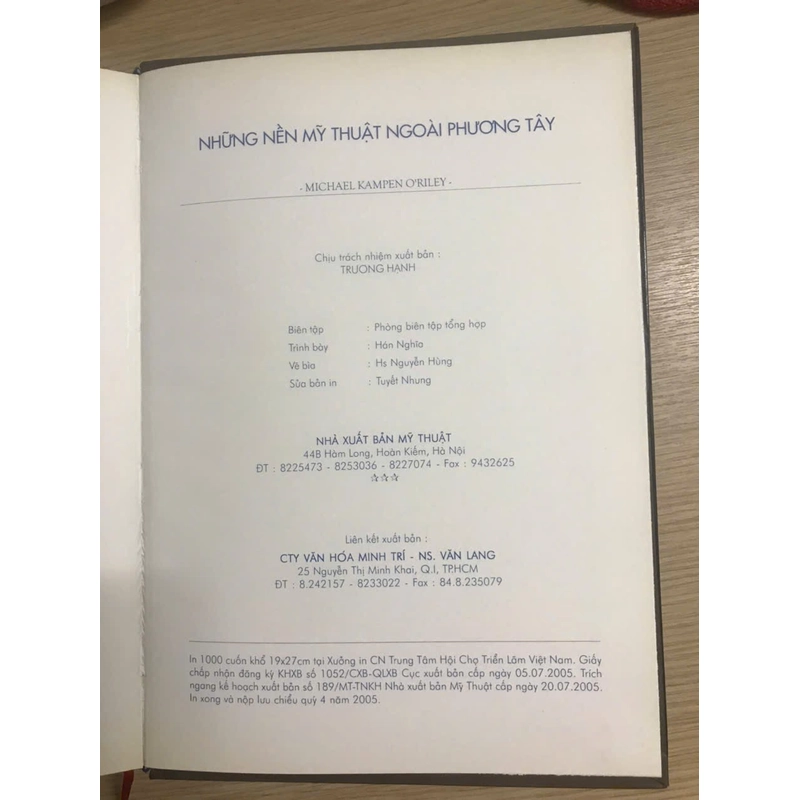 NHỮNG NỀN MỸ THUẬT NGOÀI PHƯƠNG TÂY
- MICHAEL KAMPEN O'RILEY -
Chịu trách nhiệm xuất bản :
TRƯƠNG HẠNH
Biên tập : Phòng biên tập tổng hợp
Trình bày : Hán Nghĩa
Vẽ bìa : Hs Nguyễn Hùng
Sửa bản in : Tuyết Nhung
NHÀ XUẤT BẢN MỸ THUẬT
44B Hàm Long, Hoàn Kiếm, Hà Nội
ĐT : 8225473 - 8253036 - 8227074 - Fax : 9432625
✰✰✰
Liên kết xuất bản :
CTY VĂN HÓA MINH TRÍ - NS. VĂN LANG
25 Nguyễn Thị Minh Khai, Q.I, TP.HCM
ĐT : 8.242157 - 8233022 - Fax : 84.8.235079
In 1000 cuốn khổ 19x27cm tại Xưởng in CN Trung Tâm Hội Chợ Triển Lãm Việt Nam. Giấy
chấp nhận đăng ký KHXB số 1052/CXB-QLXB Cục xuất bản cấp ngày 05.07.2005. Trích
ngang kế hoạch xuất bản số 189/MT-TNKH Nhà xuất bản Mỹ Thuật cấp ngày 20.07.2005.
In xong và nộp lưu chiểu quý 4 năm 2005.